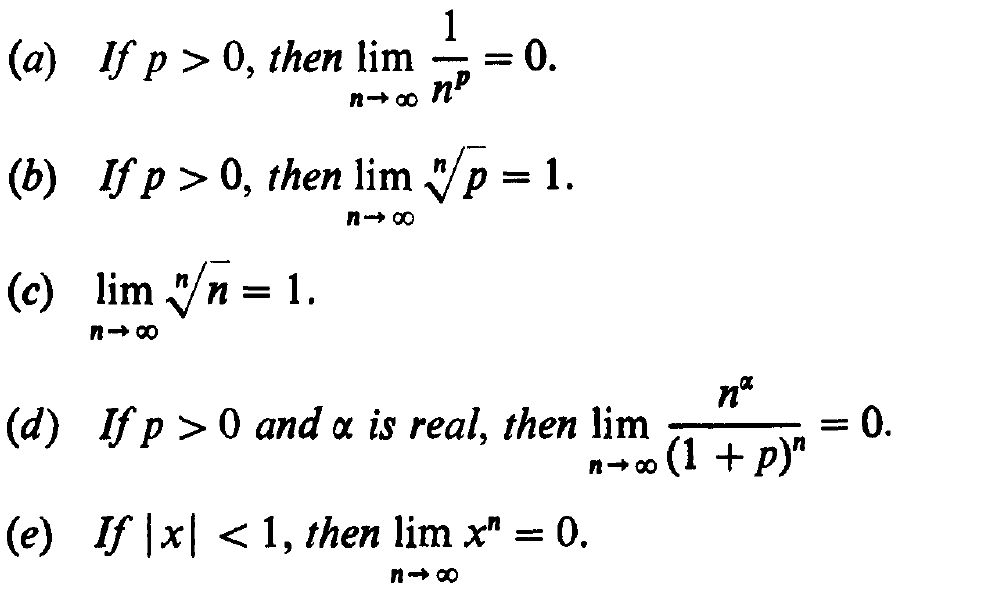 (a) If p > 0, then lim_{n→∞} 1/n^p = 0.
(b) If p > 0, then lim_{n→∞} ⁿ√p = 1.
(c) lim_{n→∞} ⁿ√n = 1.
(d) If p > 0 and α is real, then lim_{n→∞} n^α/(1 + p)^n = 0.
(e) If |x| < 1, then lim_{n→∞} x^n = 0.